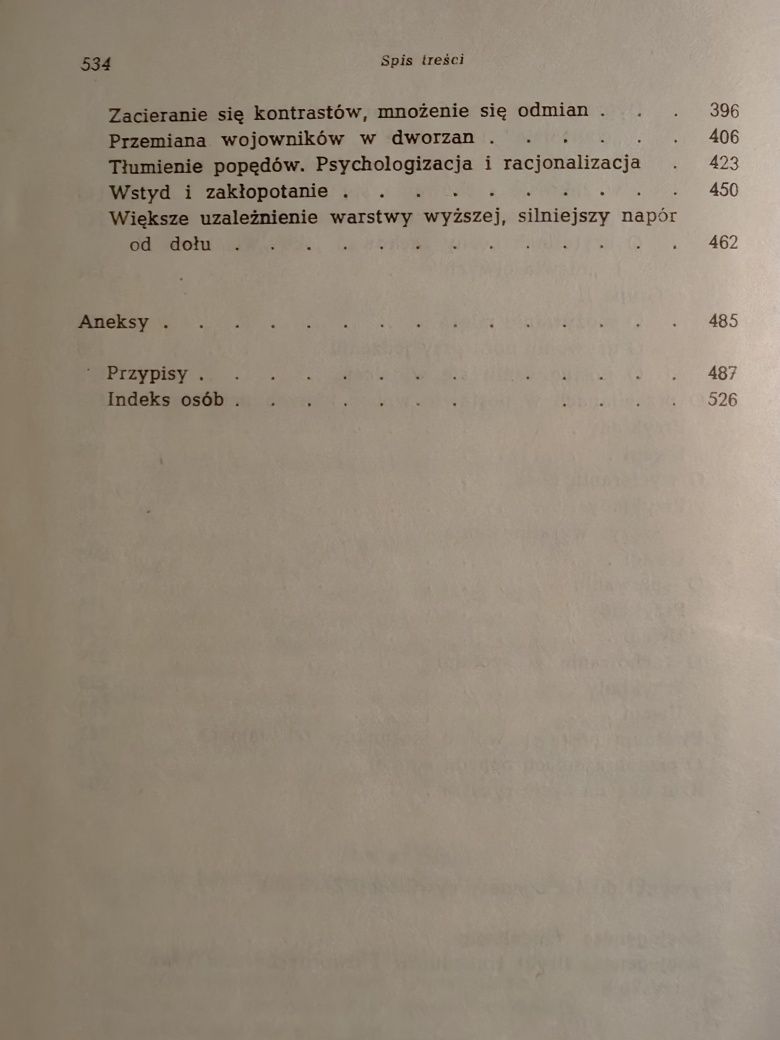 534 Spis treści
Zacieranie się kontrastów, mnożenie się odmian . . . 396
Przemiana wojowników w dworzan . . . . . . 406
Tłumienie popędów. Psychologizacja i racjonalizacja . 423
Wstyd i zakłopotanie . . . . . . . . . . 450
Większe uzależnienie warstwy wyższej, silniejszy napór
od dołu . . . . . . . . . . . . . 462
Aneksy . . . . . . . . . . . . . . . 485
Przypisy . . . . . . . . . . . . . 487
Indeks osób . . . . . . . . . . . 526